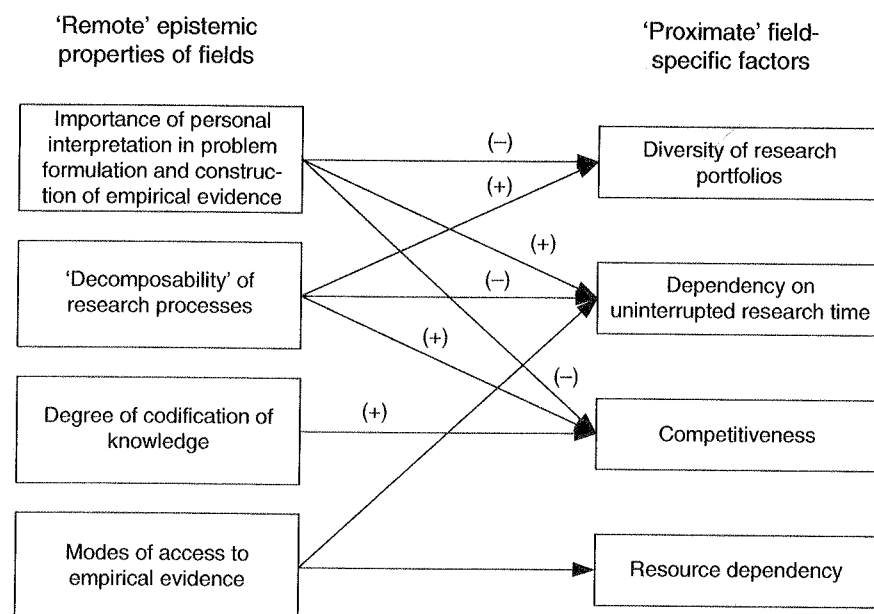 ‘Remote’ epistemic
properties of fields
‘Proximate’ field-
specific factors
Importance of personal
interpretation in problem
formulation and construc-
tion of empirical evidence
(–)
Diversity of research
portfolios
(+)
(+)
‘Decomposability’ of
research processes
(–)
Dependency on
uninterrupted research time
(+)
(–)
Degree of codification of
knowledge
(+)
Competitiveness
Modes of access to
empirical evidence
Resource dependency